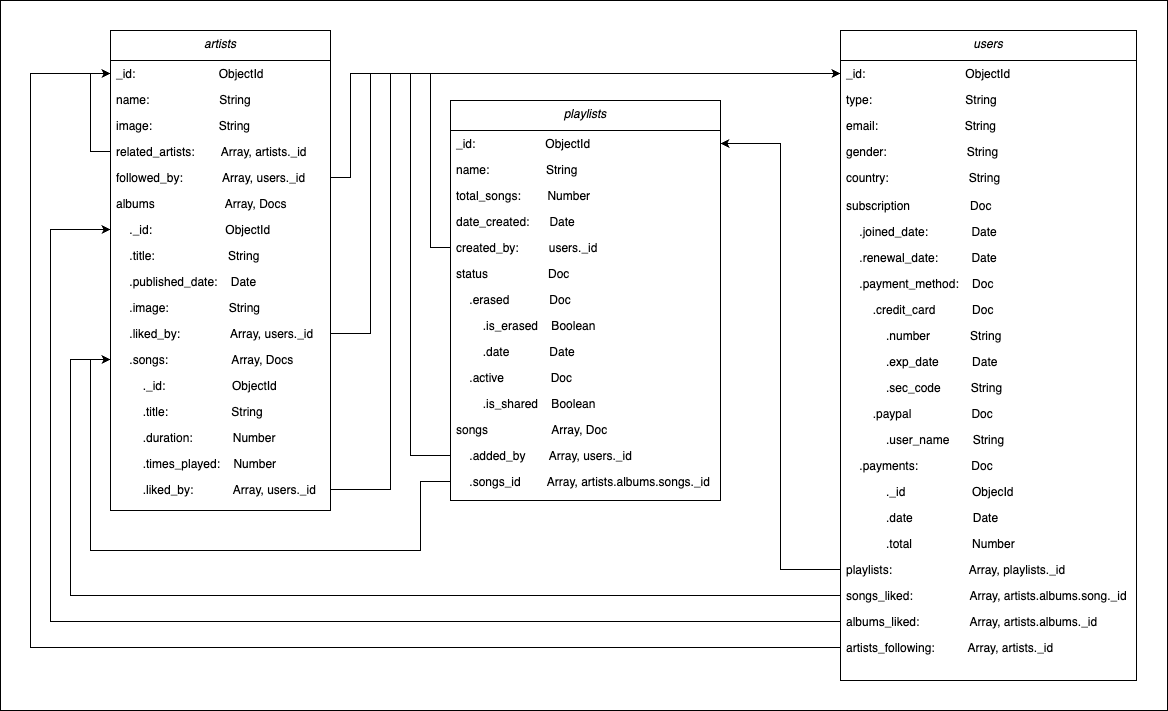 artists
_id: ObjectId
name: String
image: String
related_artists: Array, artists._id
followed_by: Array, users._id
albums Array, Docs
._id: ObjectId
.title: String
.published_date: Date
.image: String
.liked_by: Array, users._id
.songs: Array, Docs
._id: ObjectId
.title: String
.duration: Number
.times_played: Number
.liked_by: Array, users._id
playlists
_id: ObjectId
name: String
total_songs: Number
date_created: Date
created_by: users._id
status Doc
.erased Doc
.is_erased Boolean
.date Date
.active Doc
.is_shared Boolean
songs Array, Doc
.added_by Array, users._id
.songs_id Array, artists.albums.songs._id
users
_id: ObjectId
type: String
email: String
gender: String
country: String
subscription Doc
.joined_date: Date
.renewal_date: Date
.payment_method: Doc
.credit_card Doc
.number String
.exp_date Date
.sec_code String
.paypal Doc
.user_name String
.payments: Doc
._id ObjecId
.date Date
.total Number
playlists: Array, playlists._id
songs_liked: Array, artists.albums.song._id
albums_liked: Array, artists.albums._id
artists_following: Array, artists._id